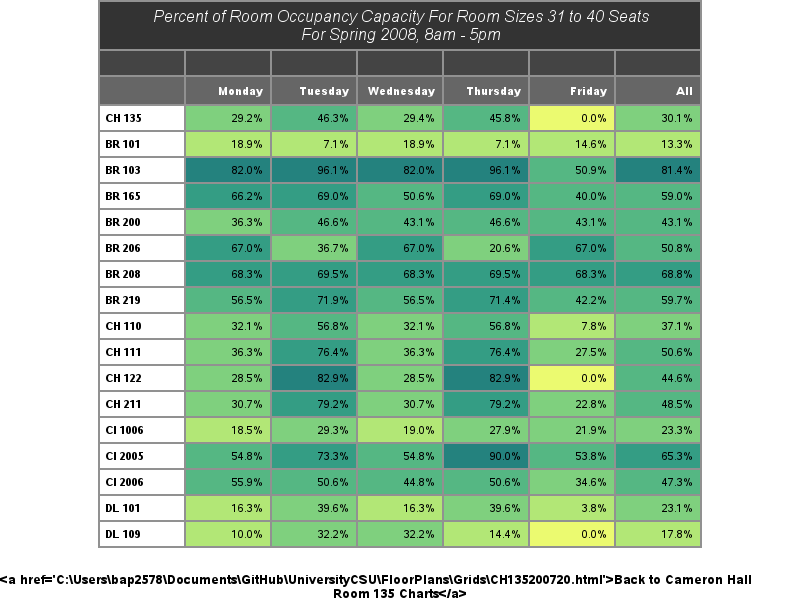 Percent of Room Occupancy Capacity For Room Sizes 31 to 40 Seats
For Spring 2008, 8am - 5pm
Monday Tuesday Wednesday Thursday Friday All
CH 135 29.2% 46.3% 29.4% 45.8% 0.0% 30.1%
BR 101 18.9% 7.1% 18.9% 7.1% 14.6% 13.3%
BR 103 82.0% 96.1% 82.0% 96.1% 50.9% 81.4%
BR 165 66.2% 69.0% 50.6% 69.0% 40.0% 59.0%
BR 200 36.3% 46.6% 43.1% 46.6% 43.1% 43.1%
BR 206 67.0% 36.7% 67.0% 20.6% 67.0% 50.8%
BR 208 68.3% 69.5% 68.3% 69.5% 68.3% 68.8%
BR 219 56.5% 71.9% 56.5% 71.4% 42.2% 59.7%
CH 110 32.1% 56.8% 32.1% 56.8% 7.8% 37.1%
CH 111 36.3% 76.4% 36.3% 76.4% 27.5% 50.6%
CH 122 28.5% 82.9% 28.5% 82.9% 0.0% 44.6%
CH 211 30.7% 79.2% 30.7% 79.2% 22.8% 48.5%
CI 1006 18.5% 29.3% 19.0% 27.9% 21.9% 23.3%
CI 2005 54.8% 73.3% 54.8% 90.0% 53.8% 65.3%
CI 2006 55.9% 50.6% 44.8% 50.6% 34.6% 47.3%
DL 101 16.3% 39.6% 16.3% 39.6% 3.8% 23.1%
DL 109 10.0% 32.2% 32.2% 14.4% 0.0% 17.8%
<a href='C:\Users\bap2578\Documents\GitHub\UniversityCSU\FloorPlans\Grids\CH135200720.html'>Back to Cameron Hall
Room 135 Charts</a>